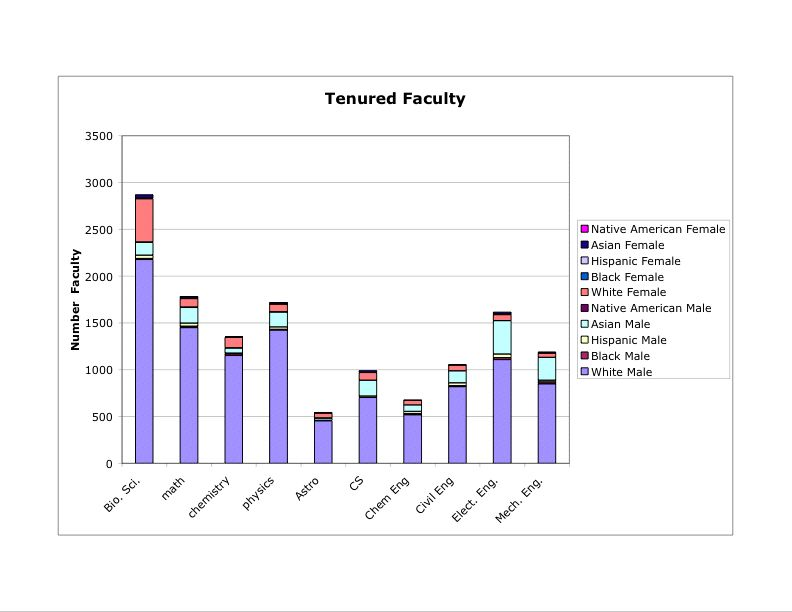 Tenured Faculty
3500
3000
2500
2000
1500
1000
500
0
Number Faculty
Bio. Sci.
math
chemistry
physics
Astro
CS
Chem Eng
Civil Eng
Elect. Eng.
Mech. Eng.
Native American Female
Asian Female
Hispanic Female
Black Female
White Female
Native American Male
Asian Male
Hispanic Male
Black Male
White Male